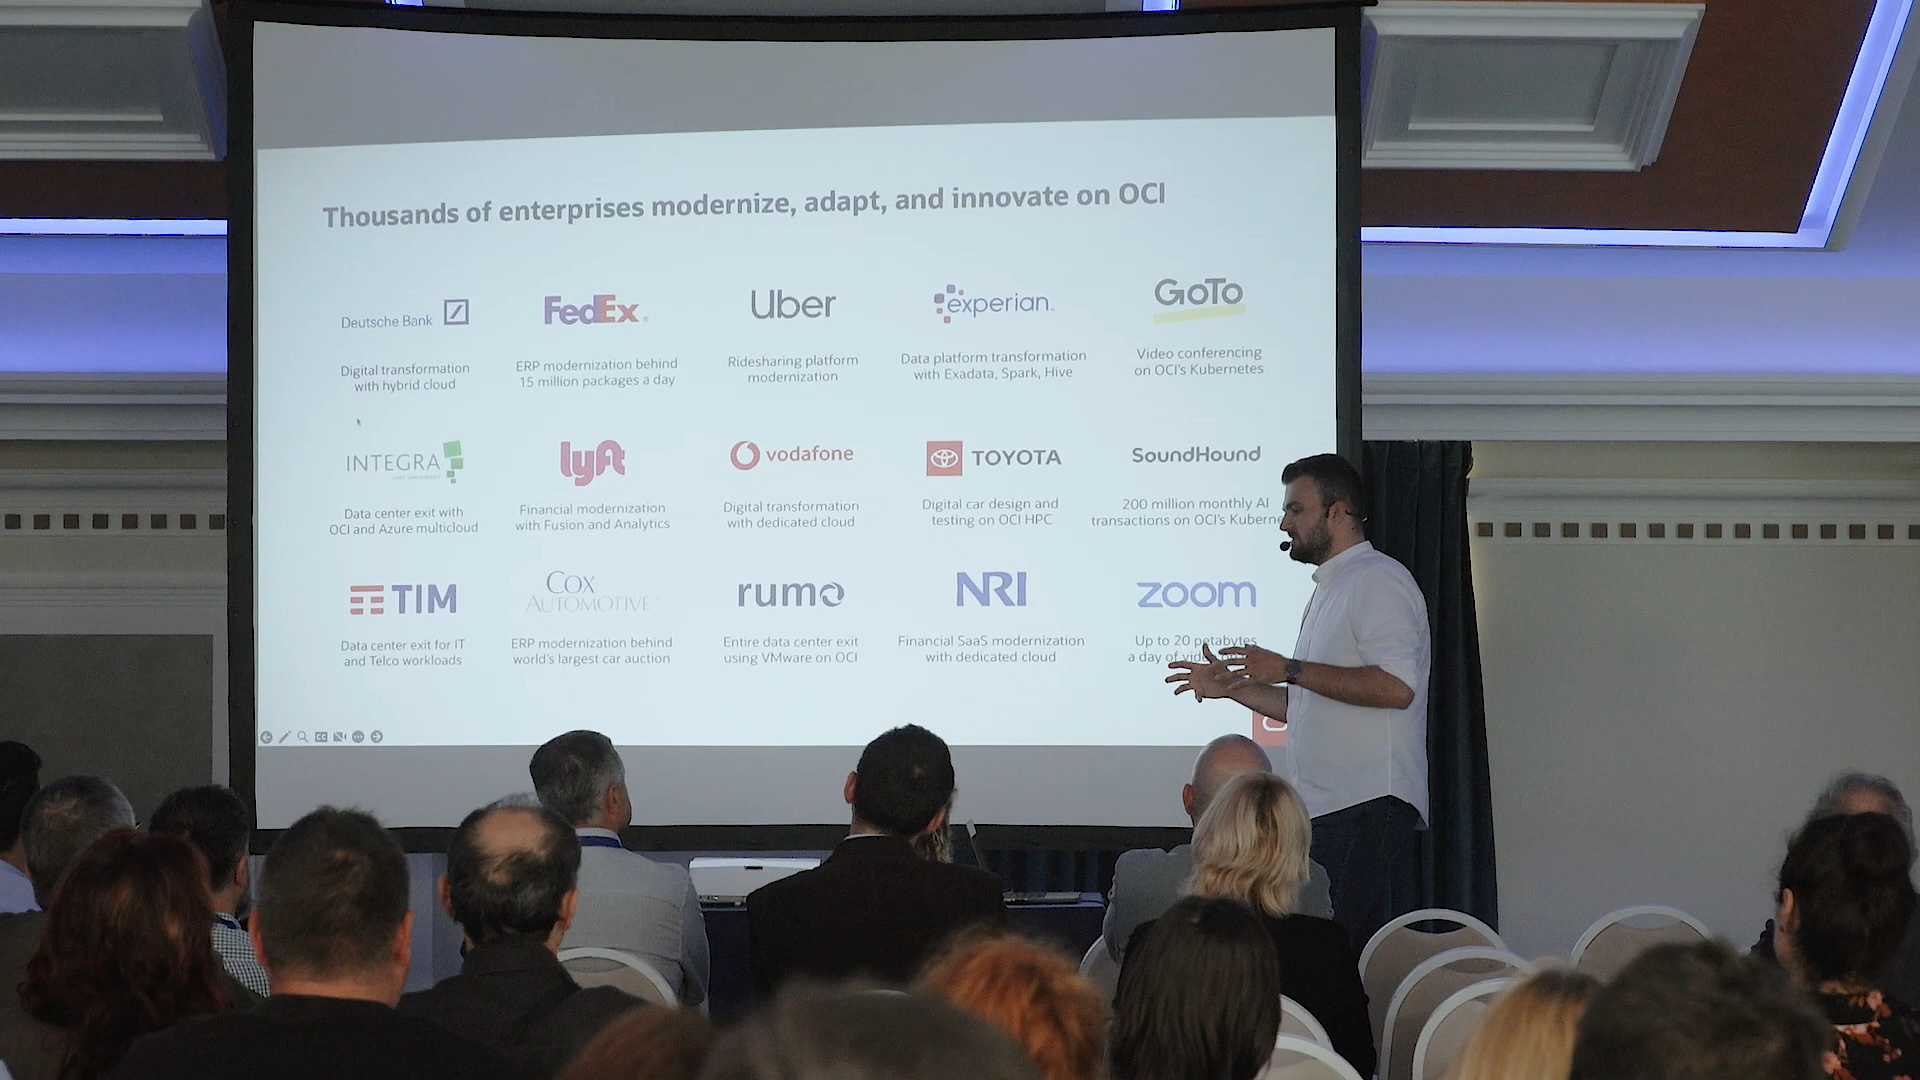 Thousands of enterprises modernize, adapt, and innovate on OCI
Deutsche Bank
Digital transformation
with hybrid cloud
FedEx
ERP modernization behind
15 million packages a day
Uber
Ridesharing platform
modernization
experian
Data platform transformation
with Exadata, Spark, Hive
GoTo
Video conferencing
on OCI's Kubernetes
INTEGRA
Data center exit with
OCI and Azure multicloud
lyft
Financial modernization
with Fusion and Analytics
vodafone
Digital transformation
with dedicated cloud
TOYOTA
Digital car design and
testing on OCI HPC
SoundHound
200 million monthly AI
transactions on OCI's Kuberne
TIM
Data center exit for IT
and Telco workloads
COX
AUTOMOTIVE
ERP modernization behind
world's largest car auction
rumo
Entire data center exit
using VMware on OCI
NRI
Financial SaaS modernization
with dedicated cloud
zoom
Up to 20 petabytes
a day of
CC